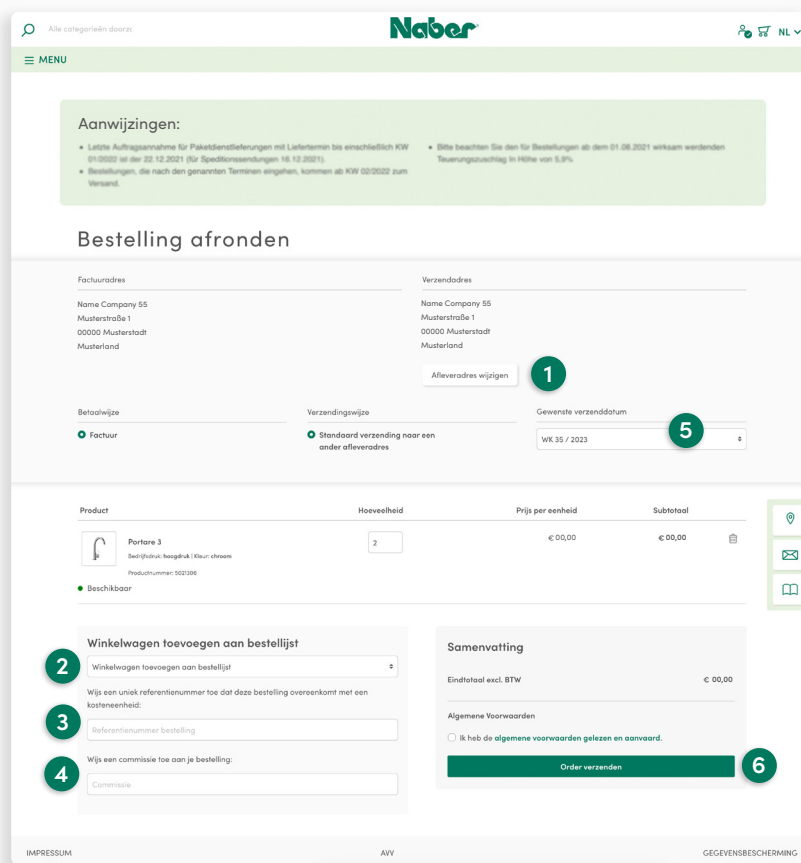 Alle categorieën doorzo
Naber
NL
MENU
Aanwijzingen:
• Letzte Auftragsannahme für Paketdienstlieferungen mit Liefertermin bis einschließlich KW
01/2022 ist der 22.12.2021 (für Speditionssendungen 16.12.2021).
• Bestellungen, die nach den genannten Terminen eingehen, kommen ab KW 02/2022 zum
Versand.
• Bitte beachten Sie den für Bestellungen ab dem 01.08.2021 wirksam werdenden
Teuerungszuschlag in Höhe von 5,9%.
Bestelling afronden
Factuuradres
Name Company 55
Musterstraße 1
00000 Musterstadt
Musterland
Verzendadres
Name Company 55
Musterstraße 1
00000 Musterstadt
Musterland
Afleveradres wijzigen
1
Betaalwijze
Factuur
Verzendingswijze
Standaard verzending naar een
ander afleveradres
Gewenste verzenddatum
WK 35 / 2023
5
Product Hoeveelheid Prijs per eenheid Subtotaal
Portare 3 2 € 00,00 € 00,00
Bedrijfsdruk: hoogdruk | Kleur: chroom
Productnummer: 5021306
Beschikbaar
Winkelwagen toevoegen aan bestellijst
2
Winkelwagen toevoegen aan bestellijst
Wijs een uniek referentienummer toe dat deze bestelling overeenkomt met een
kosteneenheid:
3
Referentienummer bestelling
Wijs een commissie toe aan je bestelling:
4
Commissie
Samenvatting
Eindtotaal excl. BTW € 00,00
Algemene Voorwaarden
Ik heb de algemene voorwaarden gelezen en aanvaard.
Order verzenden
6
IMPRESSUM AVV GEGEVENSBESCHERMING